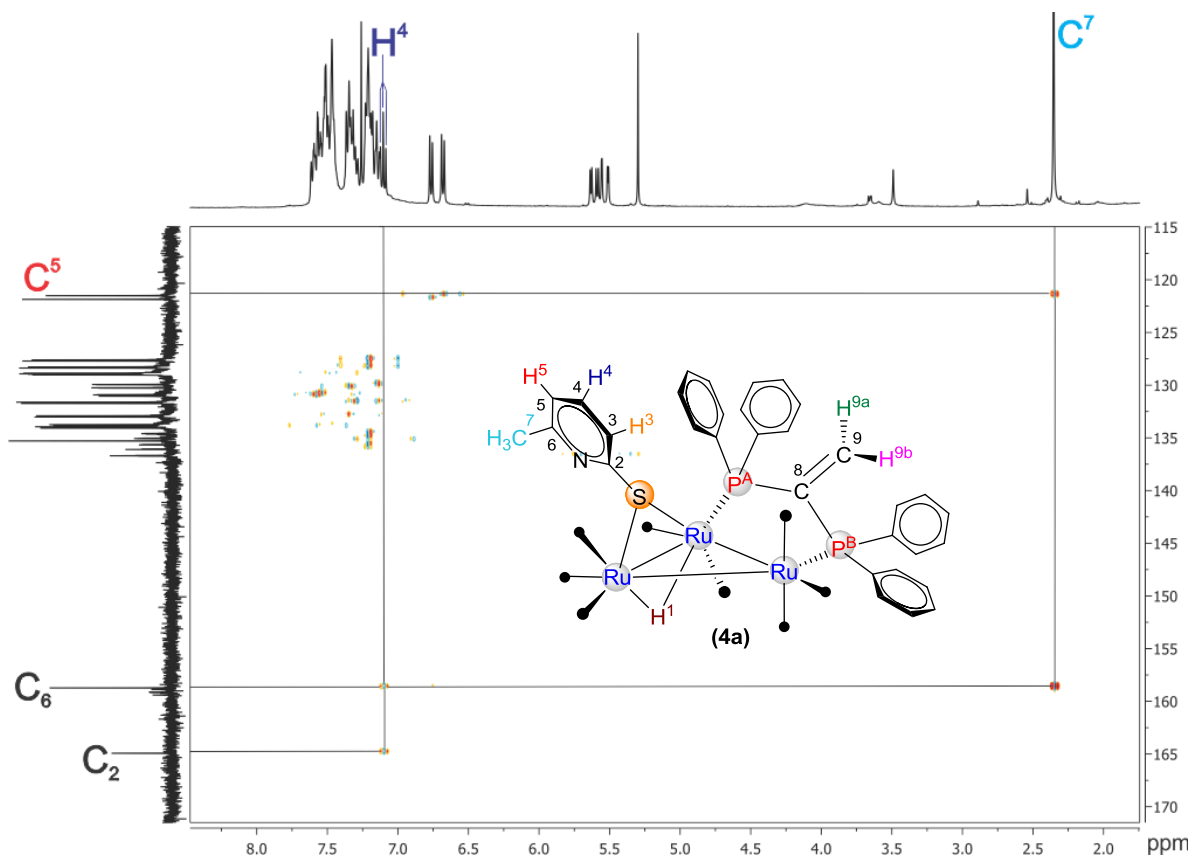 H⁴
C⁷
C⁵
C₆
C₂
115
120
125
130
135
140
145
150
155
160
165
170
8.0 7.5 7.0 6.5 6.0 5.5 5.0 4.5 4.0 3.5 3.0 2.5 2.0 ppm
H⁵ H⁴
5 4
7 3 H³
H₃C 6
N 2
S
Pᴬ
H⁹ᵃ
9
8 C H⁹ᵇ
C
Pᴮ
Ru
Ru Ru
H¹
(4a)